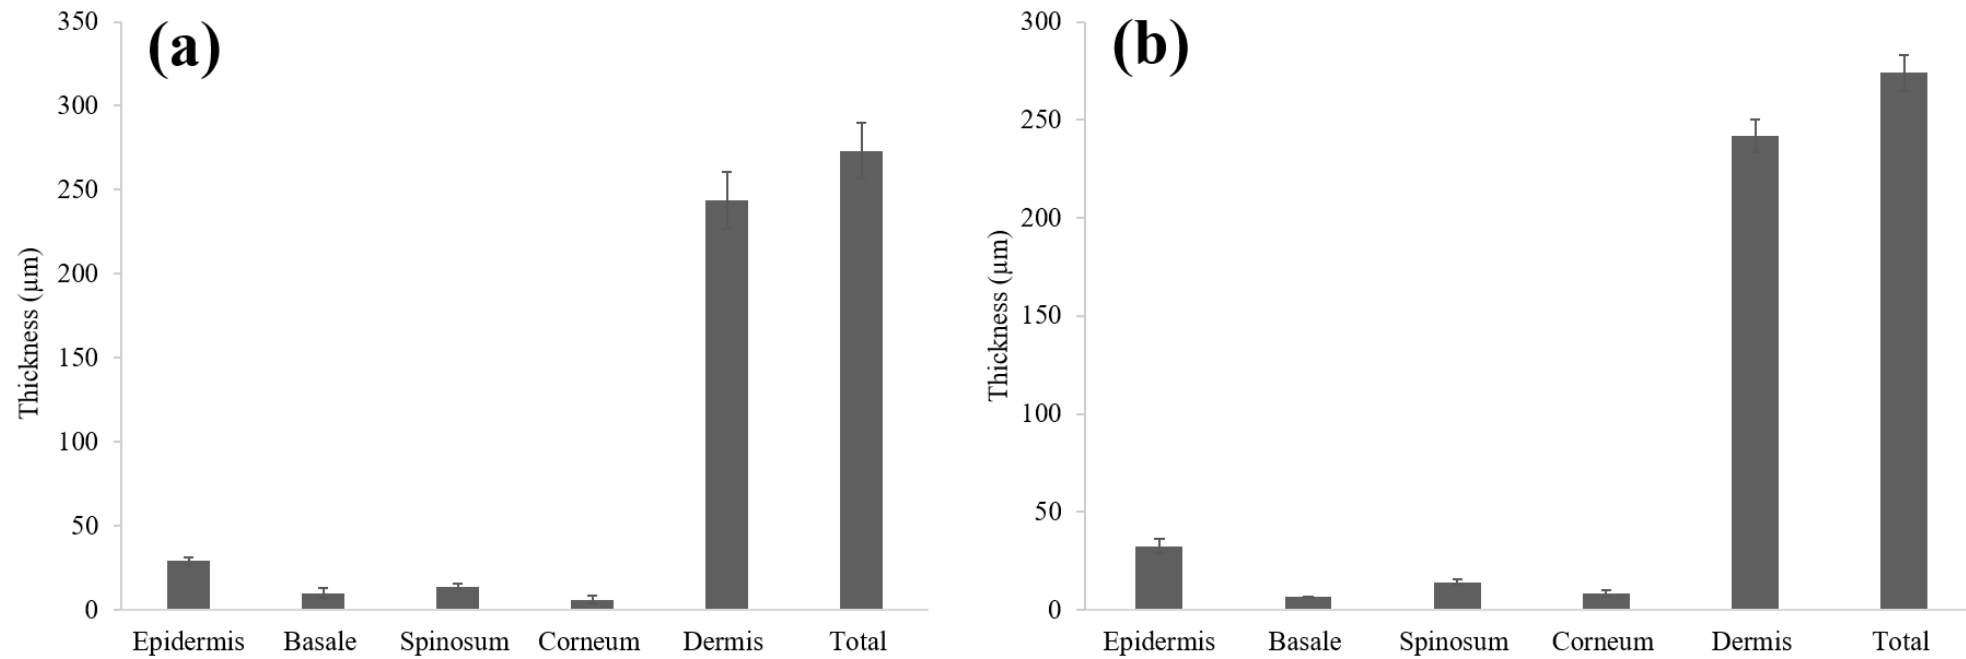 (a)
350
300
250
200
150
100
50
0
Thickness (µm)
Epidermis Basale Spinosum Corneum Dermis Total
(b)
300
250
200
150
100
50
0
Thickness (µm)
Epidermis Basale Spinosum Corneum Dermis Total